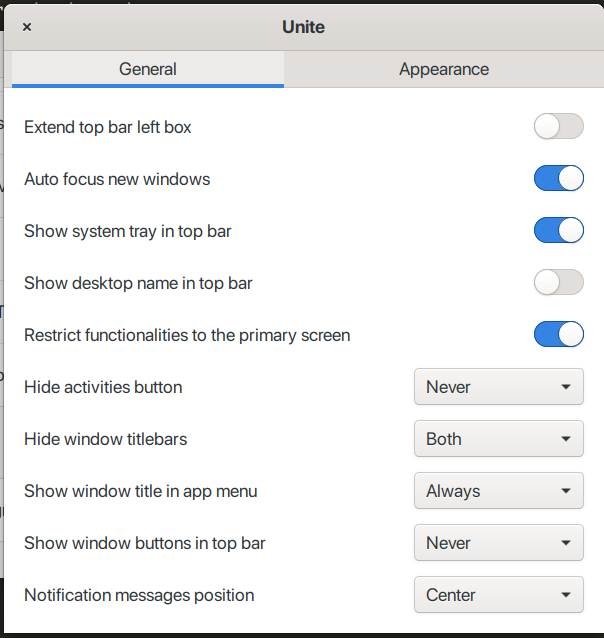 Unite
General
Appearance
Extend top bar left box
Auto focus new windows
Show system tray in top bar
Show desktop name in top bar
Restrict functionalities to the primary screen
Hide activities button Never
Hide window titlebars Both
Show window title in app menu Always
Show window buttons in top bar Never
Notification messages position Center